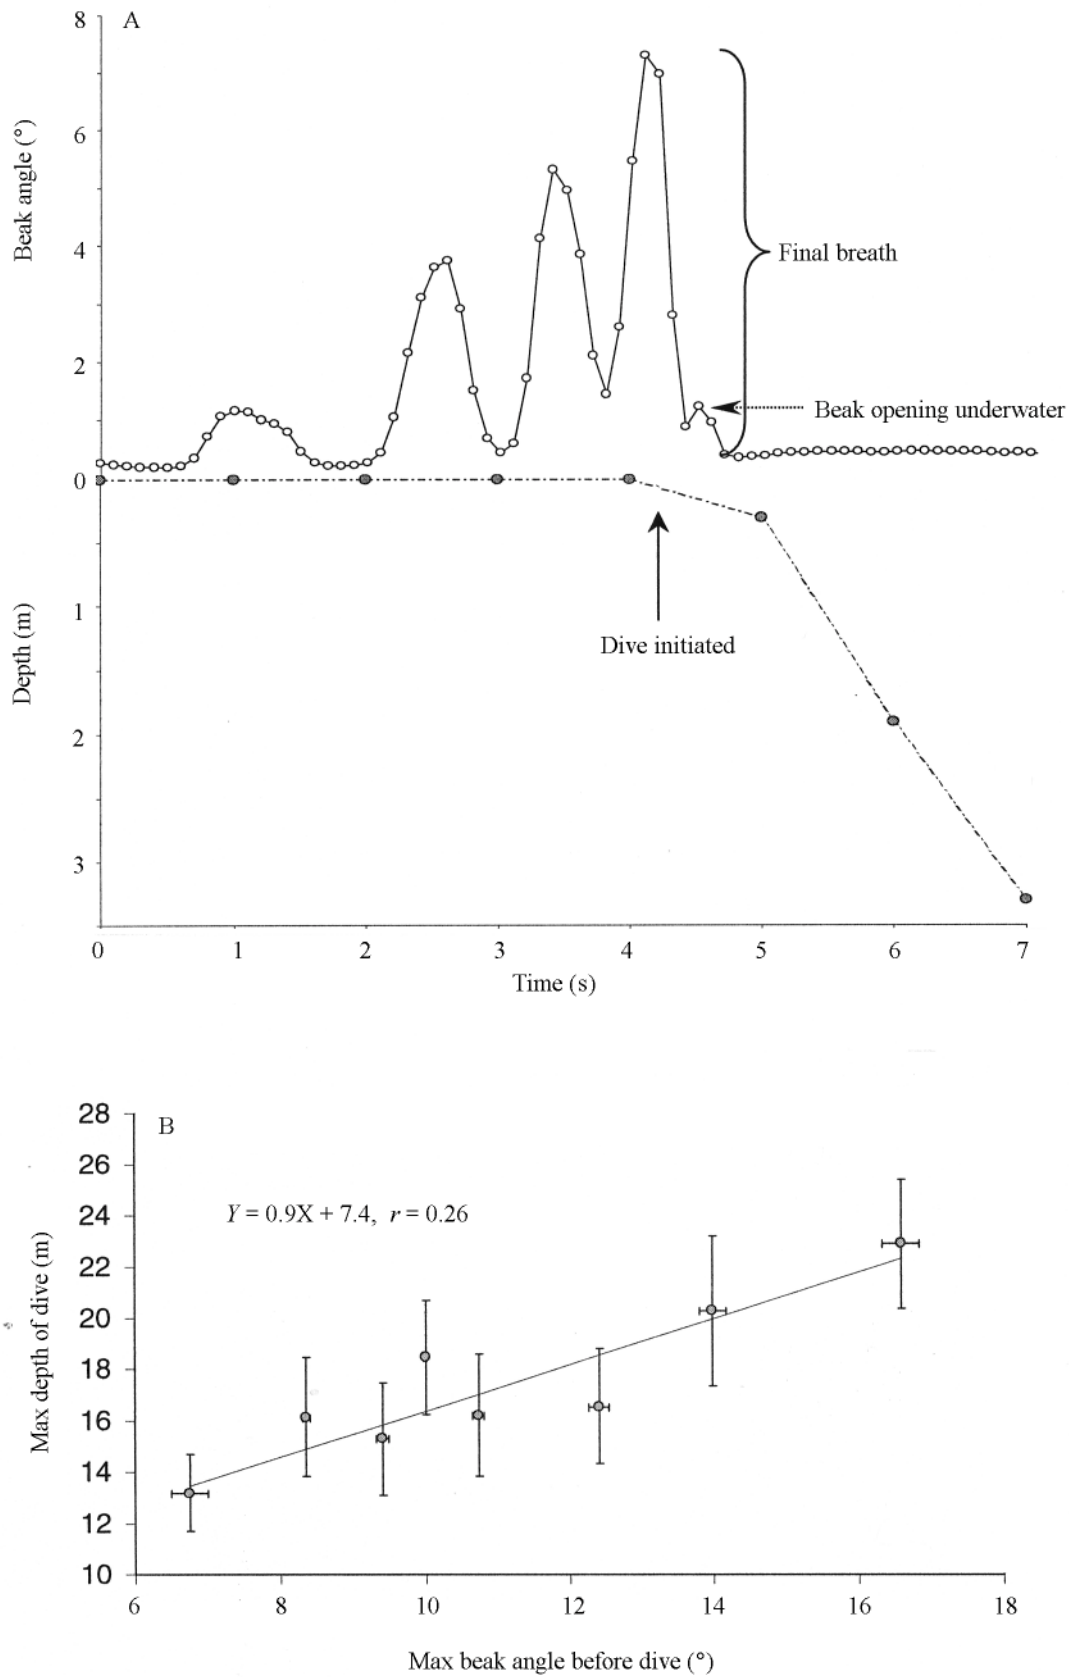 8
A
6
4
2
0
Beak angle (°)
Final breath
Beak opening underwater
1
2
3
Depth (m)
Dive initiated
0 1 2 3 4 5 6 7
Time (s)
28
B
26
24
22
20
18
16
14
12
10
Y = 0.9X + 7.4, r = 0.26
Max depth of dive (m)
6 8 10 12 14 16 18
Max beak angle before dive (°)